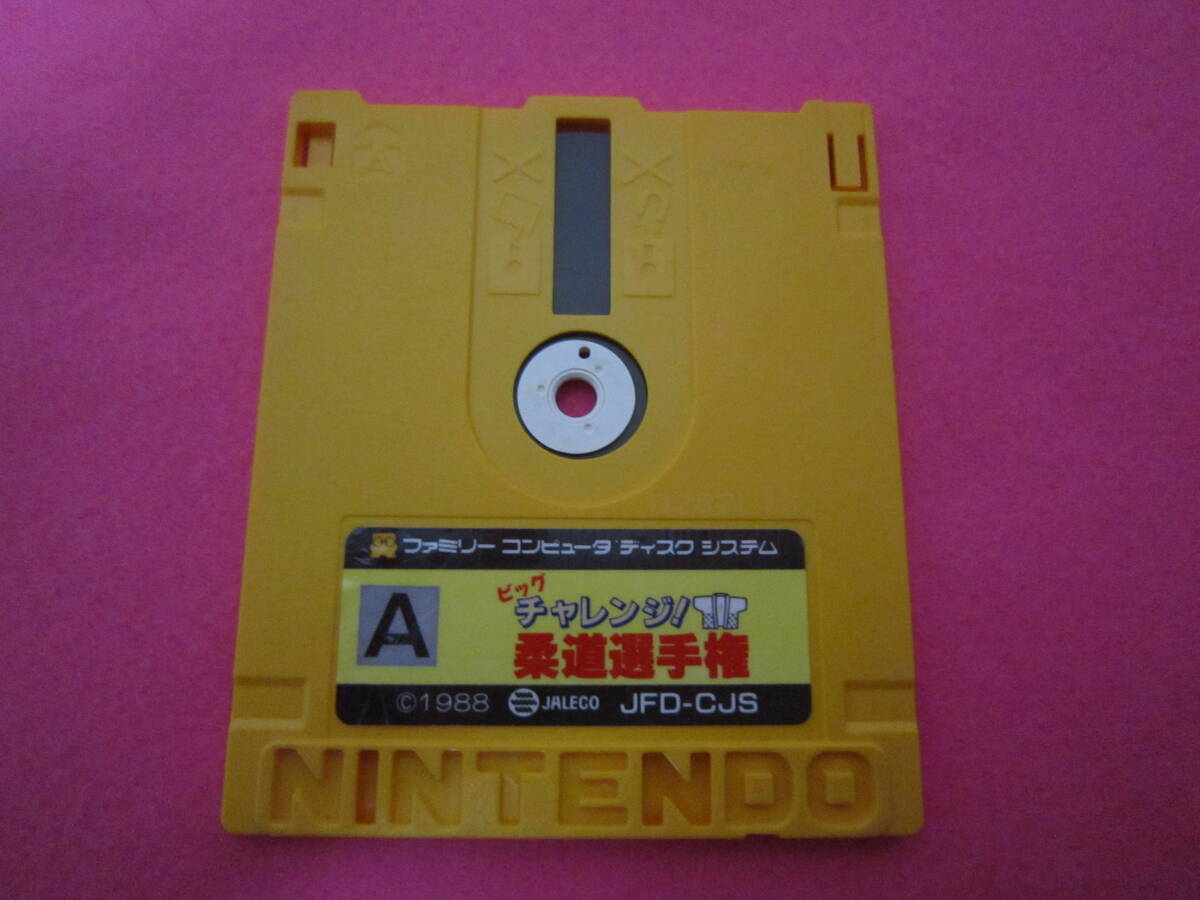 ファミリー コンピュータ ディスク システム
A
ビッグ
チャレンジ!
柔道選手権
©1988 JALECO JFD-CJS
NINTENDO